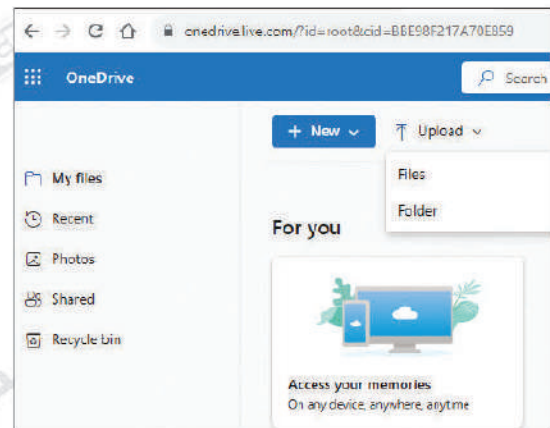 onedrive.live.com/?id=root&cid=BBE98F217A70E859
OneDrive
Search
+ New
Upload
Files
Folder
My files
Recent
Photos
Shared
Recycle bin
For you
Access your memories
On any device, anywhere, anytime